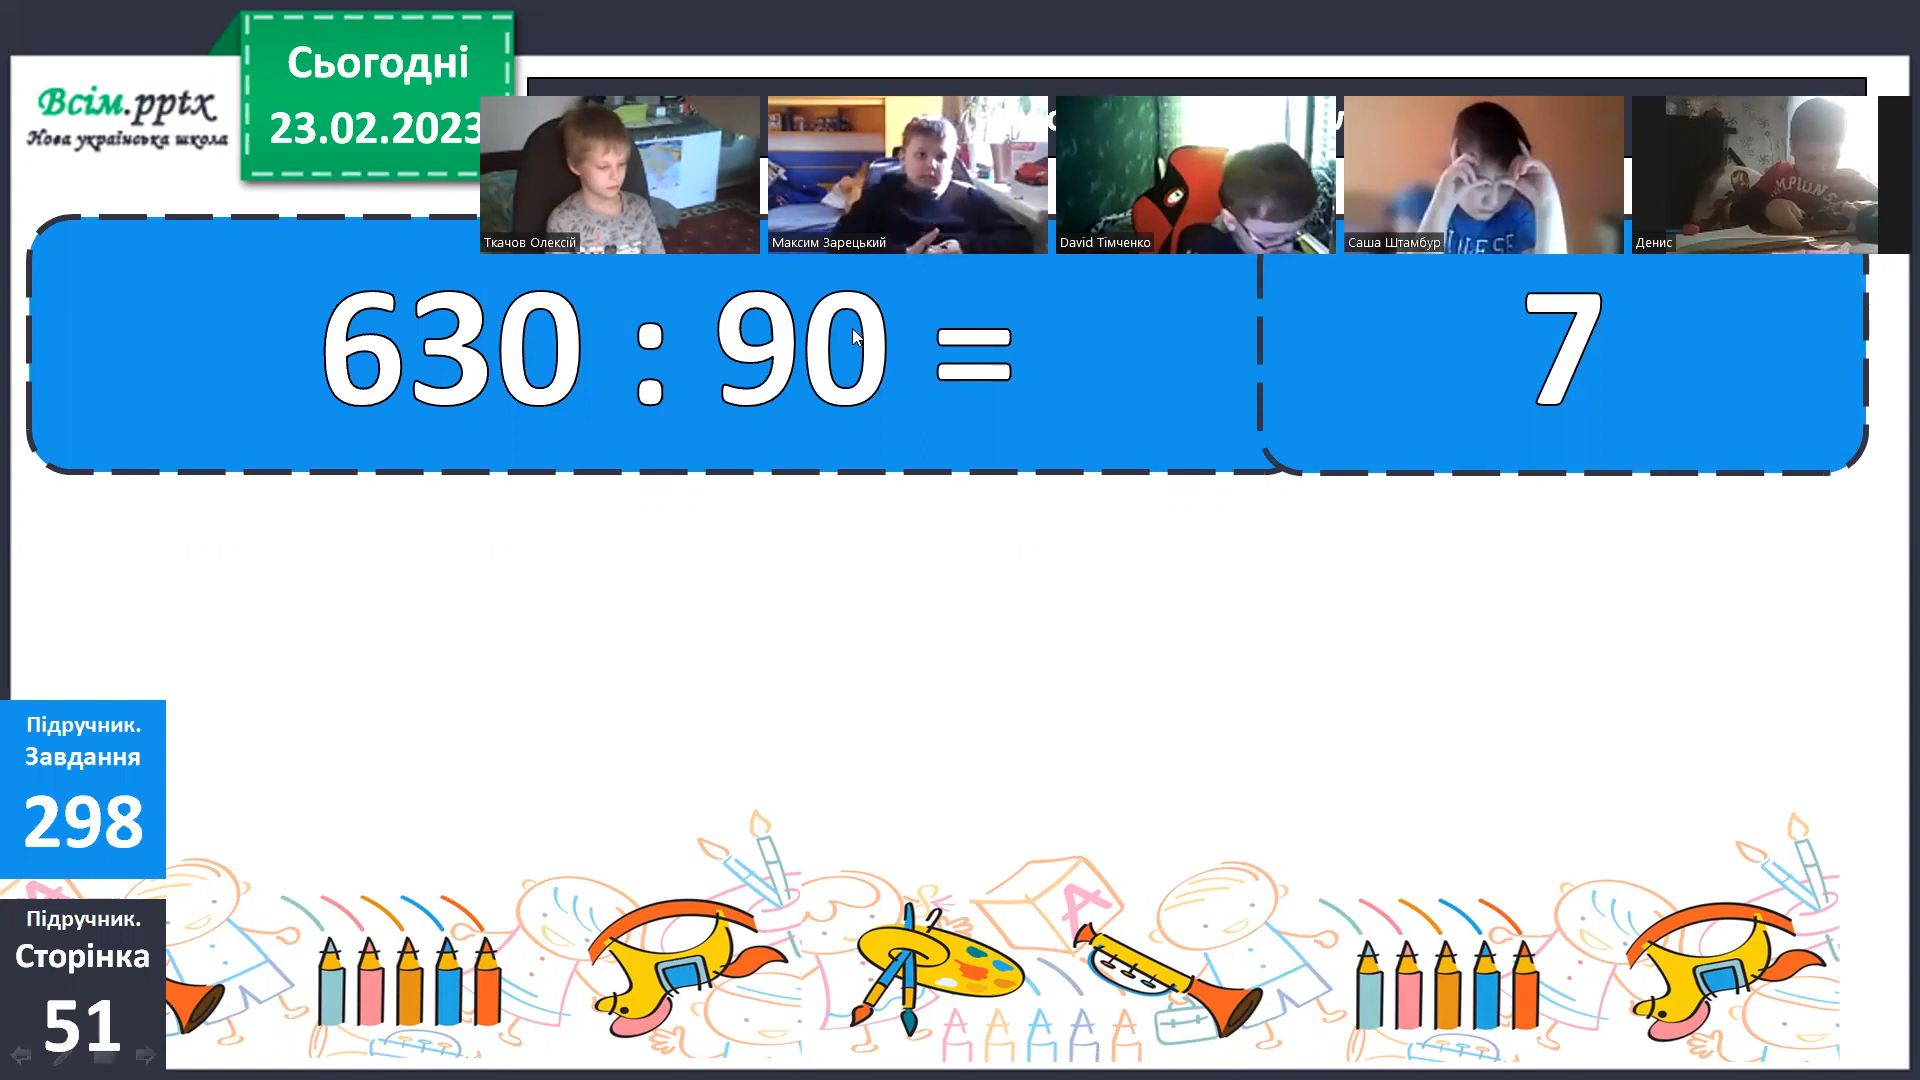 Сьогодні
23.02.2023
Всім.pptx
Нова українська школа
Ткачов Олексій
Максим Зарецький
David Тімченко
Саша Штамбур
Денис
630 : 90 =
7
Підручник.
Завдання
298
Підручник.
Сторінка
51